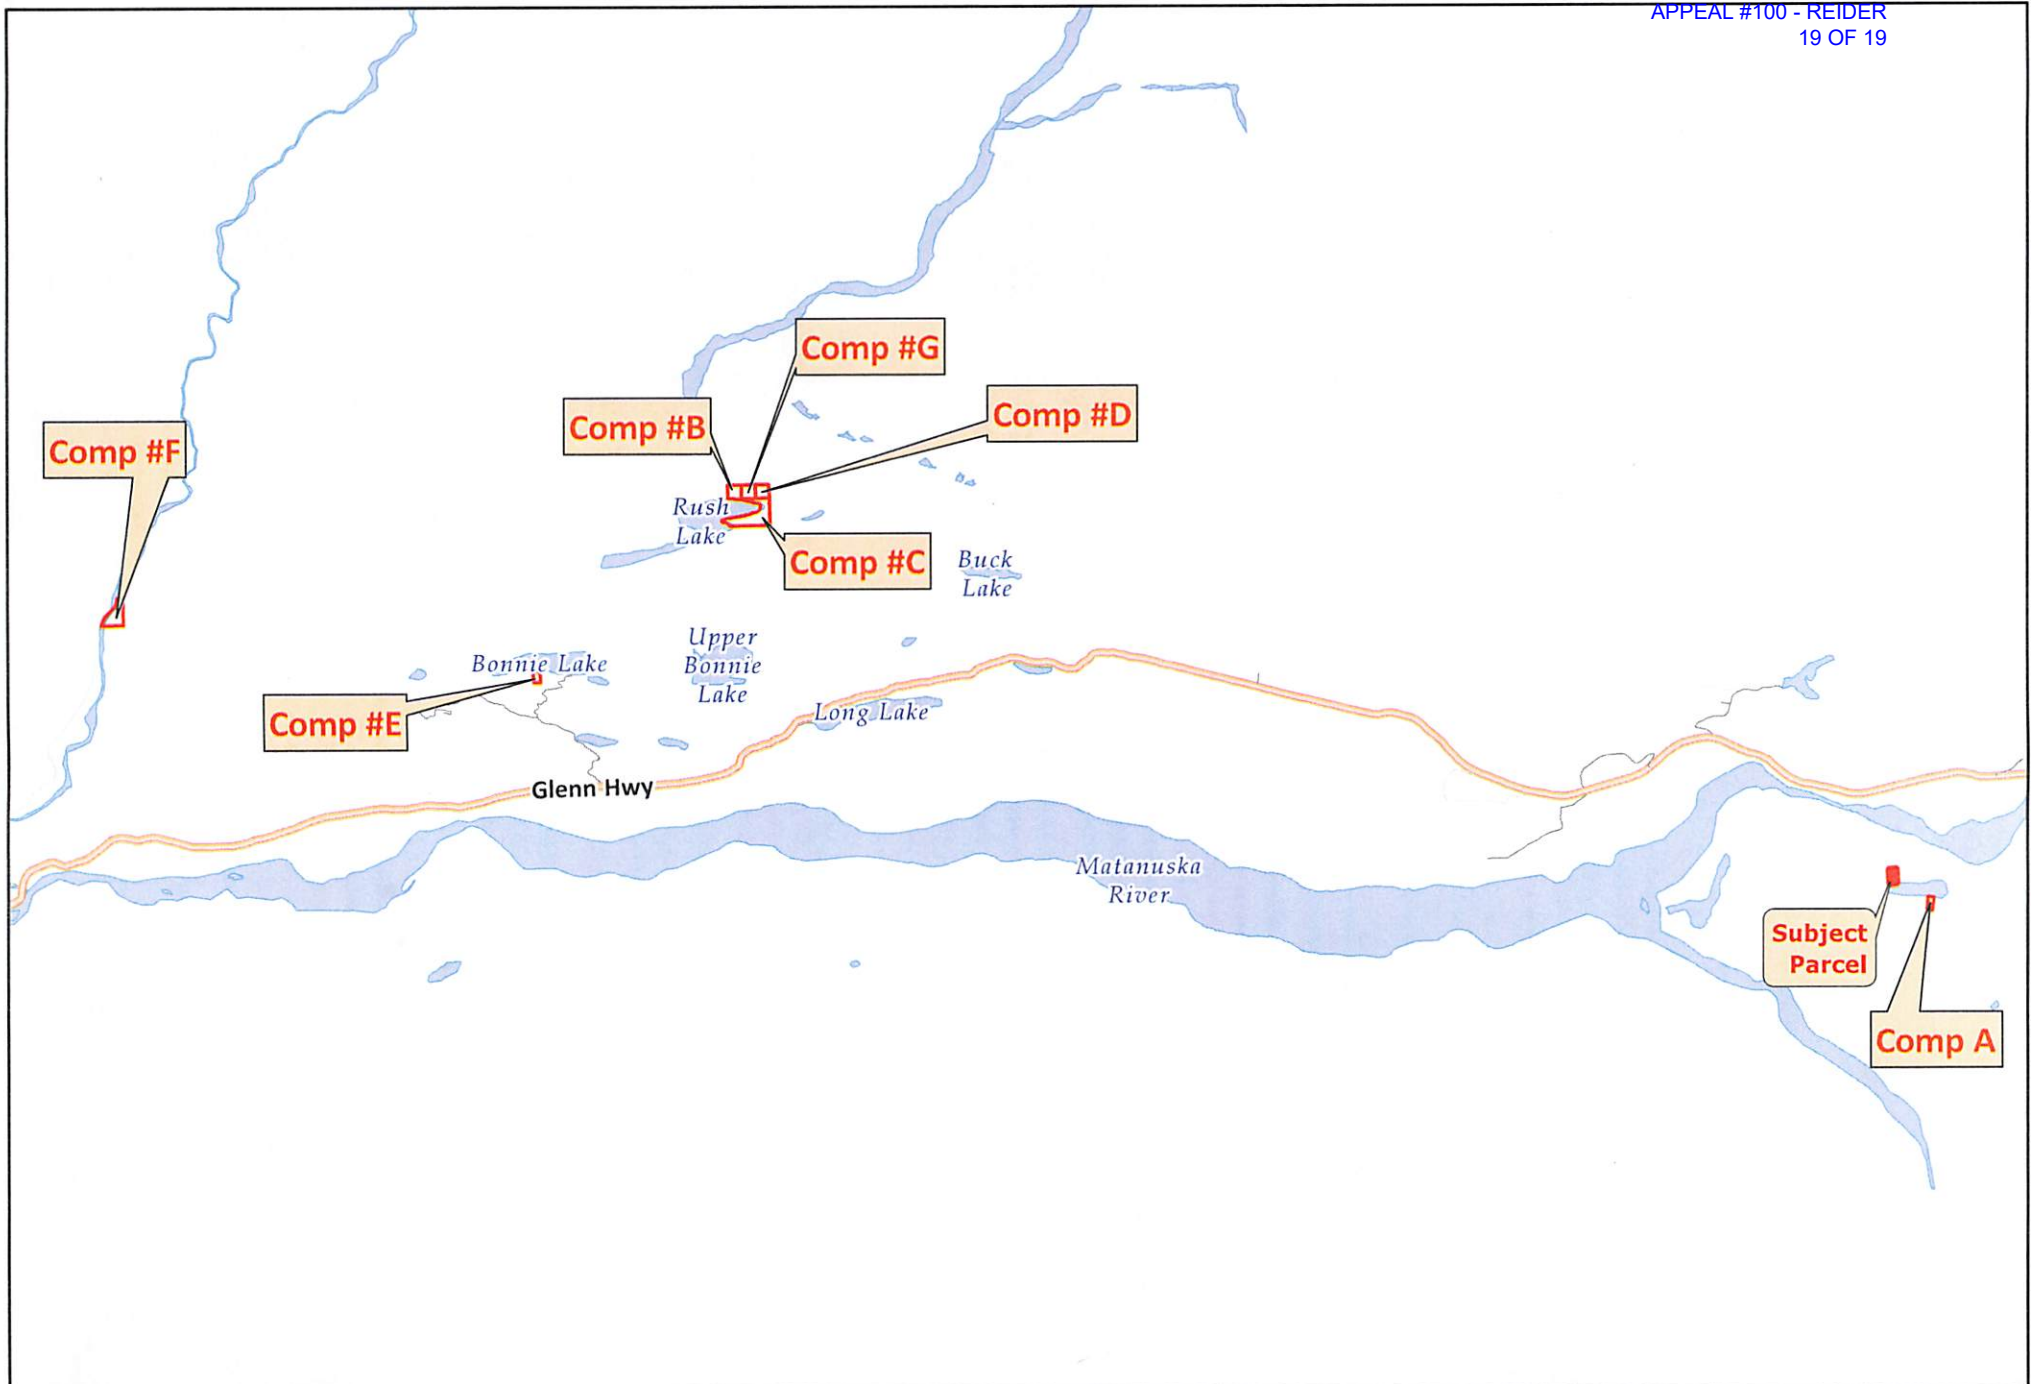 APPEAL #100 - REIDER
19 OF 19
Comp #G
Comp #D
Comp #B
Comp #F
Rush
Lake
Comp #C
Buck
Lake
Upper
Bonnie
Lake
Bonnie Lake
Comp #E
Long Lake
Glenn Hwy
Matanuska
River
Subject
Parcel
Comp A